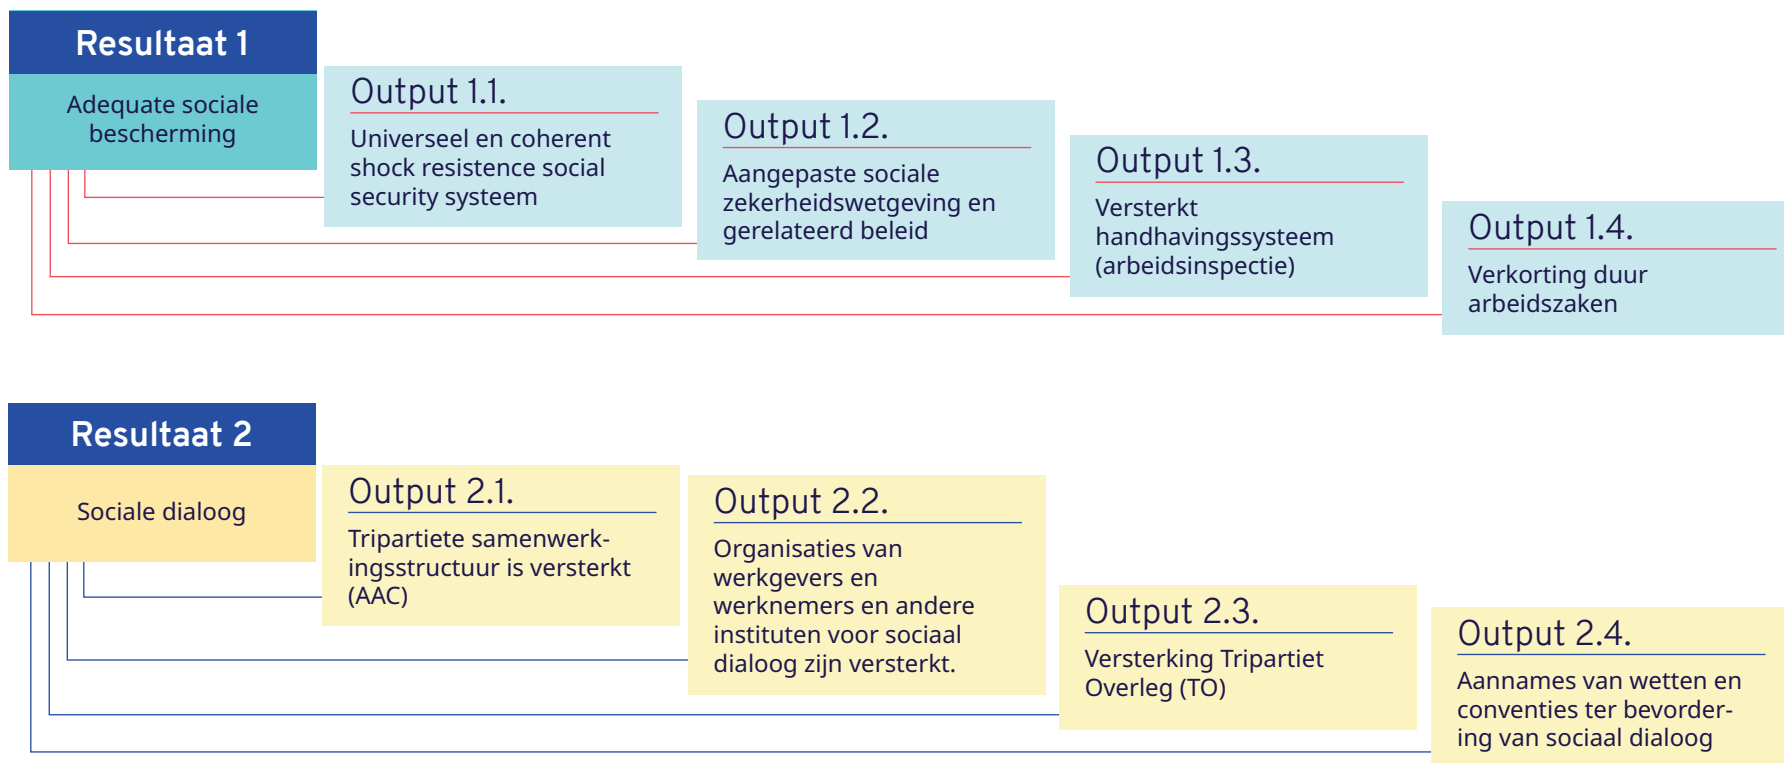 Resultaat 1
Adequate sociale
bescherming
Output 1.1.
Universeel en coherent
shock resistence social
security systeem
Output 1.2.
Aangepaste sociale
zekerheidswetgeving en
gerelateerd beleid
Output 1.3.
Versterkt
handhavingssysteem
(arbeidsinspectie)
Output 1.4.
Verkorting duur
arbeidszaken
Resultaat 2
Sociale dialoog
Output 2.1.
Tripartiete samenwerk-
ingsstructuur is versterkt
(AAC)
Output 2.2.
Organisaties van
werkgevers en
werknemers en andere
instituten voor sociaal
dialoog zijn versterkt.
Output 2.3.
Versterking Tripartiet
Overleg (TO)
Output 2.4.
Aannames van wetten en
conventies ter bevorder-
ing van sociaal dialoog